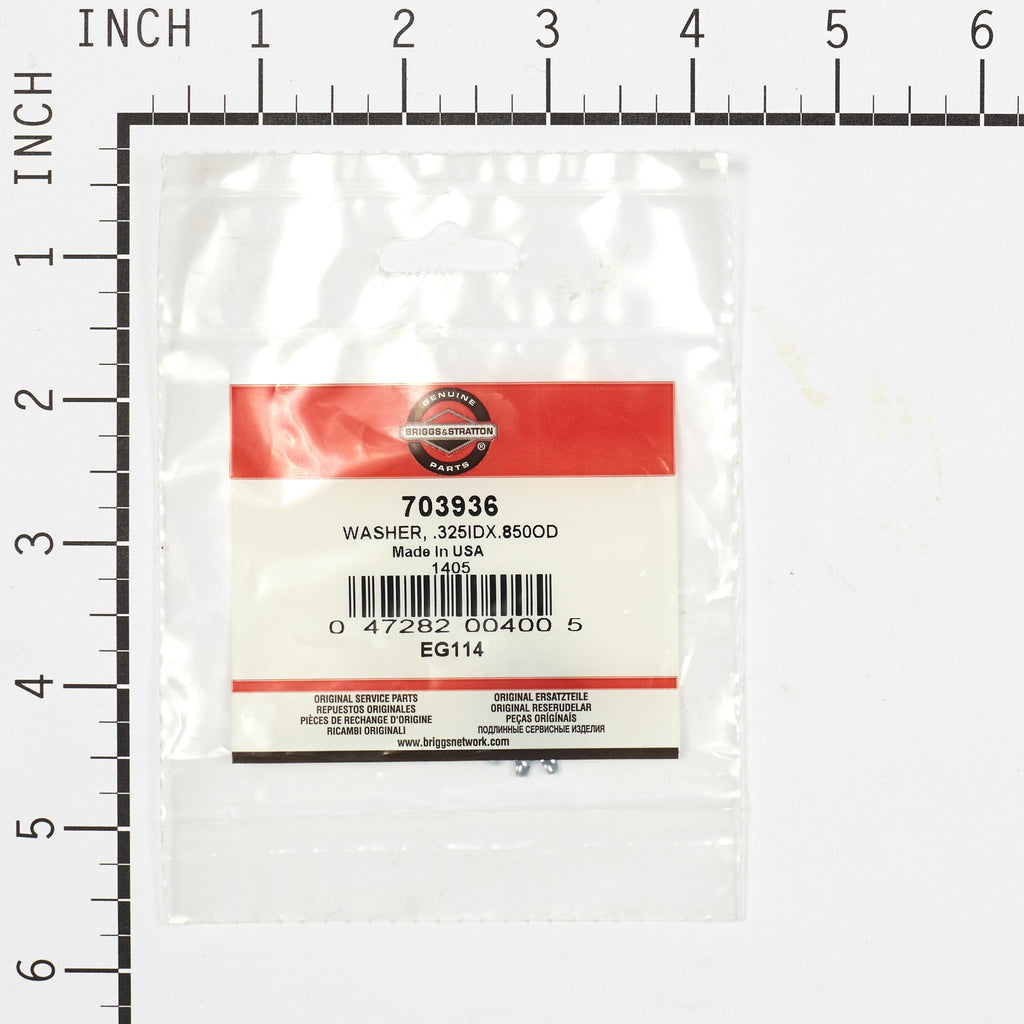 INCH 1 2 3 4 5 6
INCH
1
2
3
4
5
6
GENUINE
BRIGGS&STRATTON
®
PARTS
703936
WASHER, .325IDX.850OD
Made In USA
1405
0 47282 00400 5
EG114
ORIGINAL SERVICE PARTS
REPUESTOS ORIGINALES
PIÈCES DE RECHANGE D'ORIGINE
RICAMBI ORIGINALI
ORIGINAL ERSATZTEILE
ORIGINAL RESERUDELAR
PEÇAS ORÍGÍNAÍS
ПОДЛИННЫЕ СЕРВИСНЫЕ ИЗДЕЛИЯ
www.briggsnetwork.com